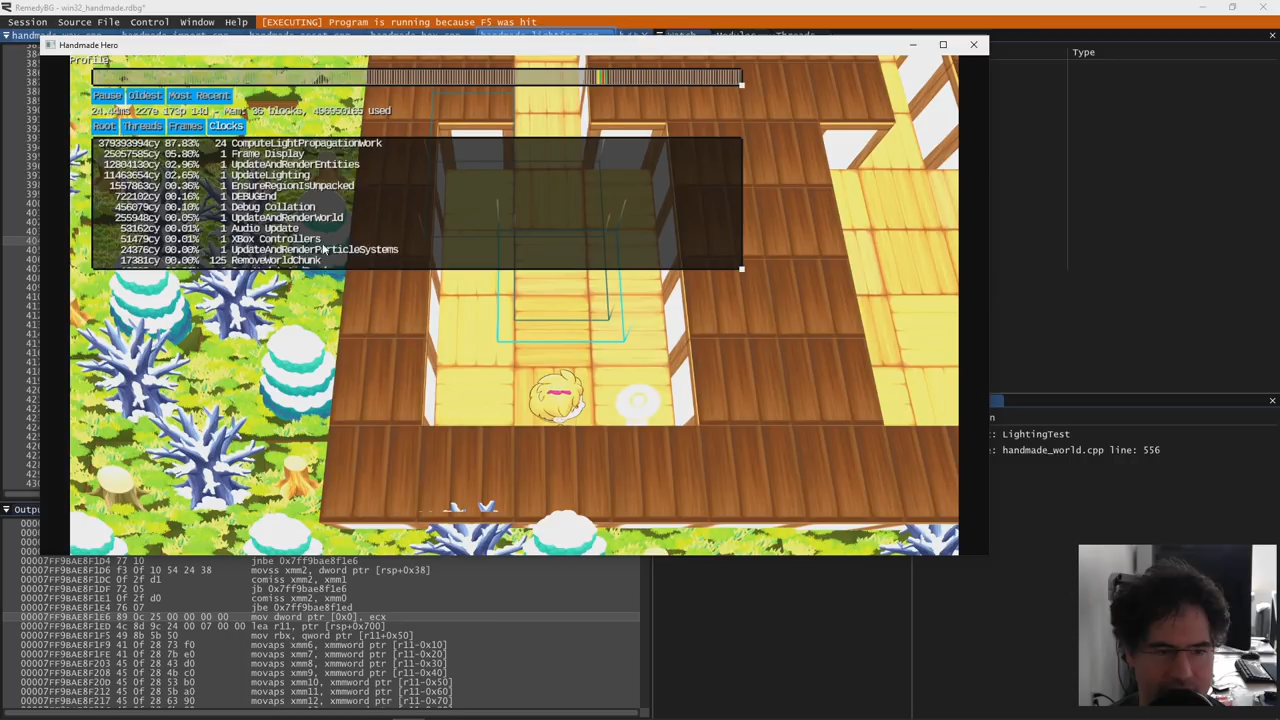 RemedyBG - win32_handmade.rdbg*
Session Source File Control Window Help [EXECUTING] Program is running because F5 was hit
Handmade Hero
Profile
Pause Oldest Most Recent
Root Threads Frames Clocks
379393994cy 87.83% 24 ComputeLightPropagationWork
25057585cy 05.80% 1 Frame Display
12804130cy 02.96% 1 UpdateAndRenderEntities
11463654cy 02.65% 1 UpdateLighting
1557863cy 00.36% 1 EnsureRegionIsUnpacked
722102cy 00.16% 1 DEBUGEnd
456079cy 00.10% 1 Debug Collation
255948cy 00.05% 1 UpdateAndRenderWorld
53162cy 00.01% 1 Audio Update
51479cy 00.01% 1 XBox Controllers
24376cy 00.00% 1 UpdateAndRenderParticleSystems
17381cy 00.00% 125 RemoveWorldChunk
Type
: LightingTest
: handmade_world.cpp line: 556
Outpu
00007FF9BAE8F1D4 77 10 jnbe 0x7ff9bae8f1e6
00007FF9BAE8F1D6 f3 0f 10 54 24 38 movss xmm2, dword ptr [rsp+0x38]
00007FF9BAE8F1DC 0f 2f d1 comiss xmm2, xmm1
00007FF9BAE8F1DF 72 05 jb 0x7ff9bae8f1e6
00007FF9BAE8F1E1 0f 2f d0 comiss xmm2, xmm0
00007FF9BAE8F1E4 76 07 jbe 0x7ff9bae8f1ed
00007FF9BAE8F1E6 89 0c 25 00 00 00 00 mov dword ptr [0x0], ecx
00007FF9BAE8F1ED 4c 8d 9c 24 00 07 00 00 lea r11, ptr [rsp+0x700]
00007FF9BAE8F1F5 49 8b 5b 50 mov rbx, qword ptr [r11+0x50]
00007FF9BAE8F1F9 41 0f 28 73 f0 movaps xmm6, xmmword ptr [r11-0x10]
00007FF9BAE8F1FE 41 0f 28 7b e0 movaps xmm7, xmmword ptr [r11-0x20]
00007FF9BAE8F203 45 0f 28 43 d0 movaps xmm8, xmmword ptr [r11-0x30]
00007FF9BAE8F208 45 0f 28 4b c0 movaps xmm9, xmmword ptr [r11-0x40]
00007FF9BAE8F20D 45 0f 28 53 b0 movaps xmm10, xmmword ptr [r11-0x50]
00007FF9BAE8F212 45 0f 28 5b a0 movaps xmm11, xmmword ptr [r11-0x60]
00007FF9BAE8F217 45 0f 28 63 90 movaps xmm12, xmmword ptr [r11-0x70]